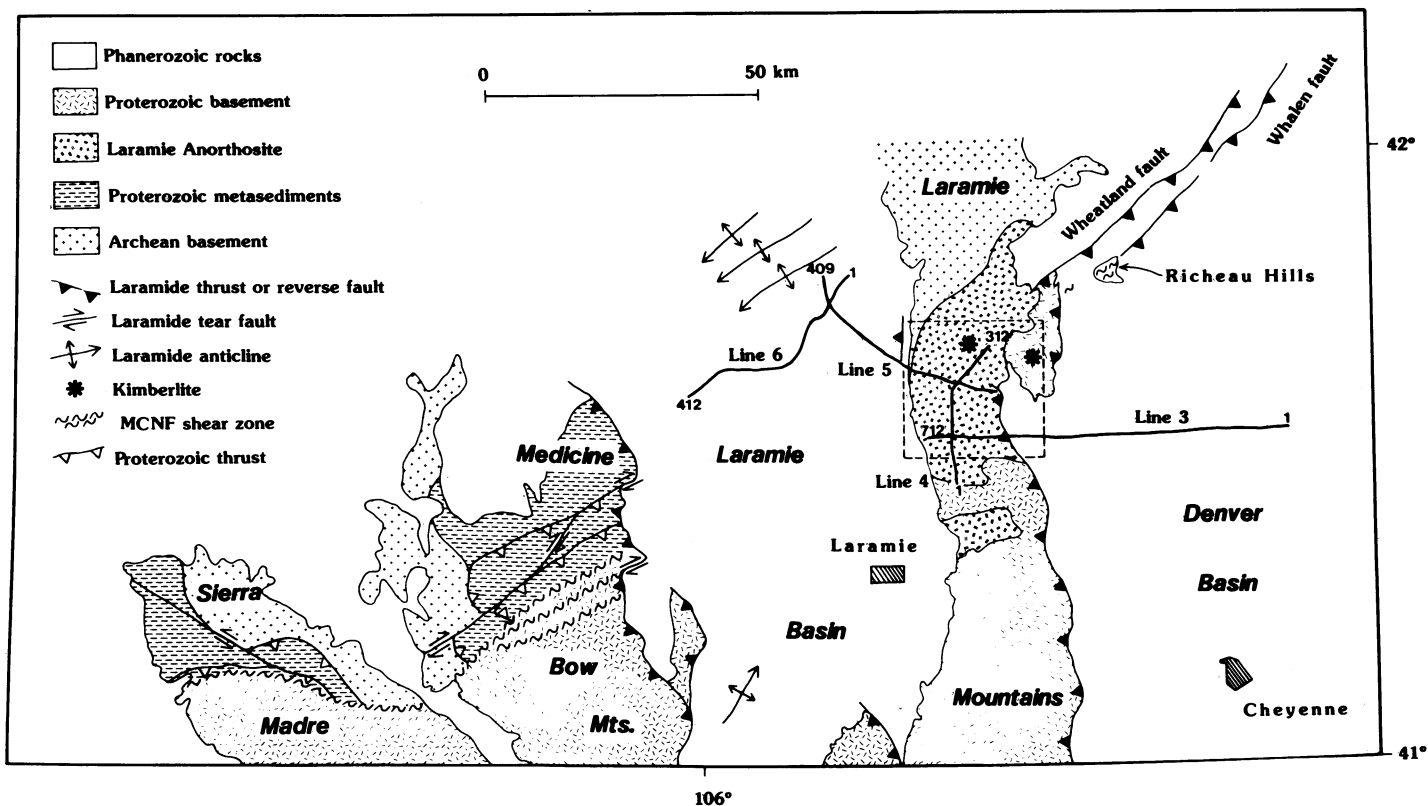 Phanerozoic rocks
Proterozoic basement
Laramie Anorthosite
Proterozoic metasediments
Archean basement
Laramide thrust or reverse fault
Laramide tear fault
Laramide anticline
Kimberlite
MCNF shear zone
Proterozoic thrust
0 50 km
Whalen fault
42°
Wheatland fault
Laramie
Richeau Hills
409 1
312
Line 6
Line 5
412
Line 3 1
712
Medicine
Laramie
Line 4
1
Denver
Laramie
Basin
Sierra
Basin
Bow
Mountains
Madre
Mts.
Cheyenne
41°
106°